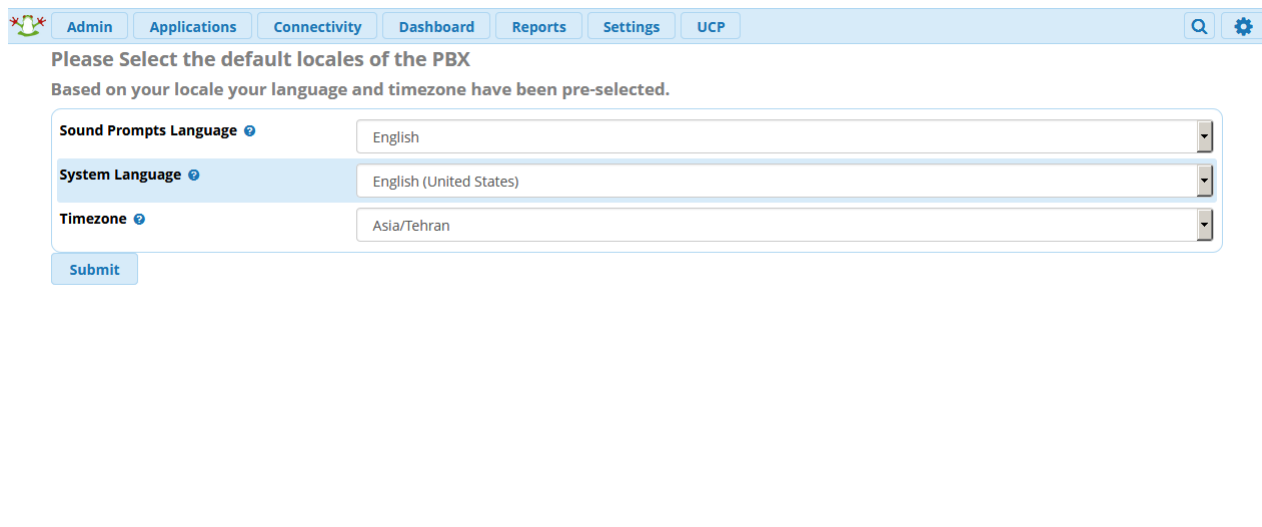 Admin Applications Connectivity Dashboard Reports Settings UCP
Please Select the default locales of the PBX
Based on your locale your language and timezone have been pre-selected.
Sound Prompts Language English
System Language English (United States)
Timezone Asia/Tehran
Submit